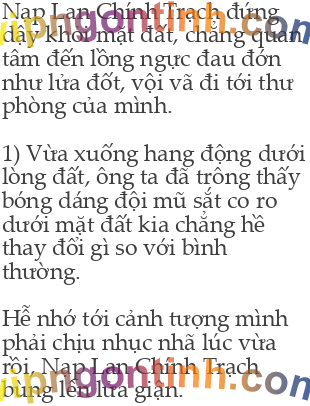 Nạp Lan Chính Trạch đứng
dậy khỏi mặt đất, chẳng quan
tâm đến lồng ngực đau đớn
như lửa đốt, vội vã đi tới thư
phòng của mình.
1) Vừa xuống hang động dưới
lòng đất, ông ta đã trông thấy
bóng dáng đội mũ sắt co ro
dưới mặt đất kia chẳng hề
thay đổi gì so với bình
thường.
Hễ nhớ tới cảnh tượng mình
phải chịu nhục nhã lúc vừa
rồi, Nạp Lan Chính Trạch
bừng lên lửa giận.